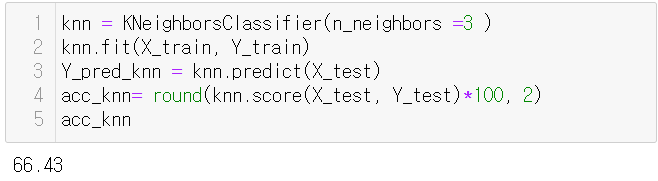 1 knn = KNeighborsClassifier(n_neighbors =3 )
2 knn.fit(X_train, Y_train)
3 Y_pred_knn = knn.predict(X_test)
4 acc_knn= round(knn.score(X_test, Y_test)*100, 2)
5 acc_knn
66.43